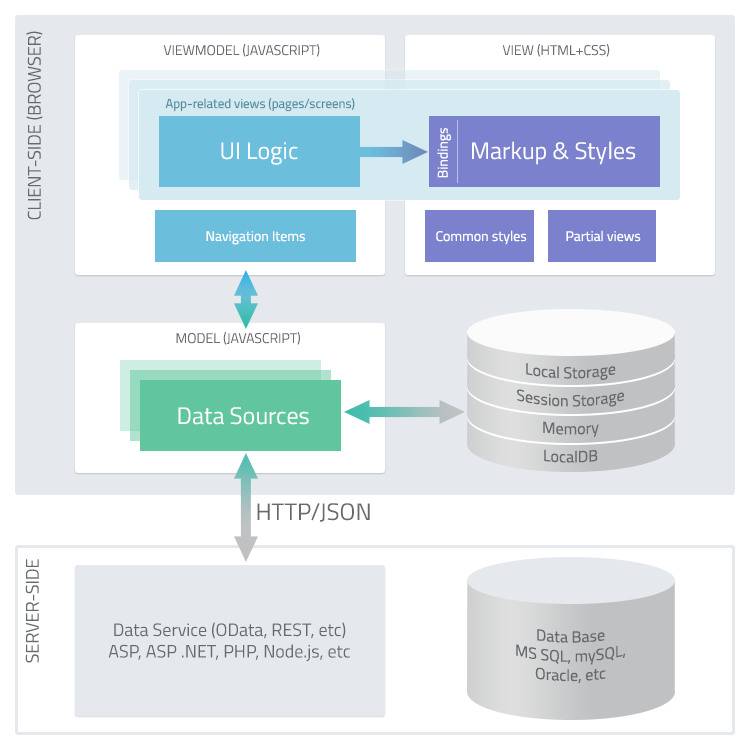 CLIENT-SIDE (BROWSER)
VIEWMODEL (JAVASCRIPT)
VIEW (HTML+CSS)
App-related views (pages/screens)
UI Logic
Bindings
Markup & Styles
Navigation Items
Common styles
Partial views
MODEL (JAVASCRIPT)
Data Sources
Local Storage
Session Storage
Memory
LocalDB
HTTP/JSON
SERVER-SIDE
Data Service (OData, REST, etc)
ASP, ASP .NET, PHP, Node.js, etc
Data Base
MS SQL, mySQL,
Oracle, etc